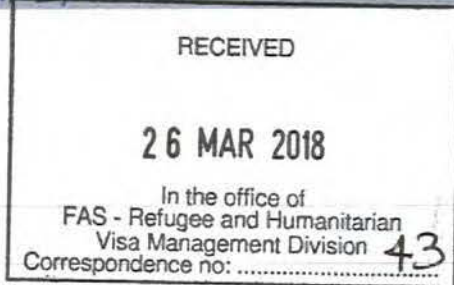 RECEIVED
26 MAR 2018
In the office of
FAS - Refugee and Humanitarian
Visa Management Division
Correspondence no: ........................ 43